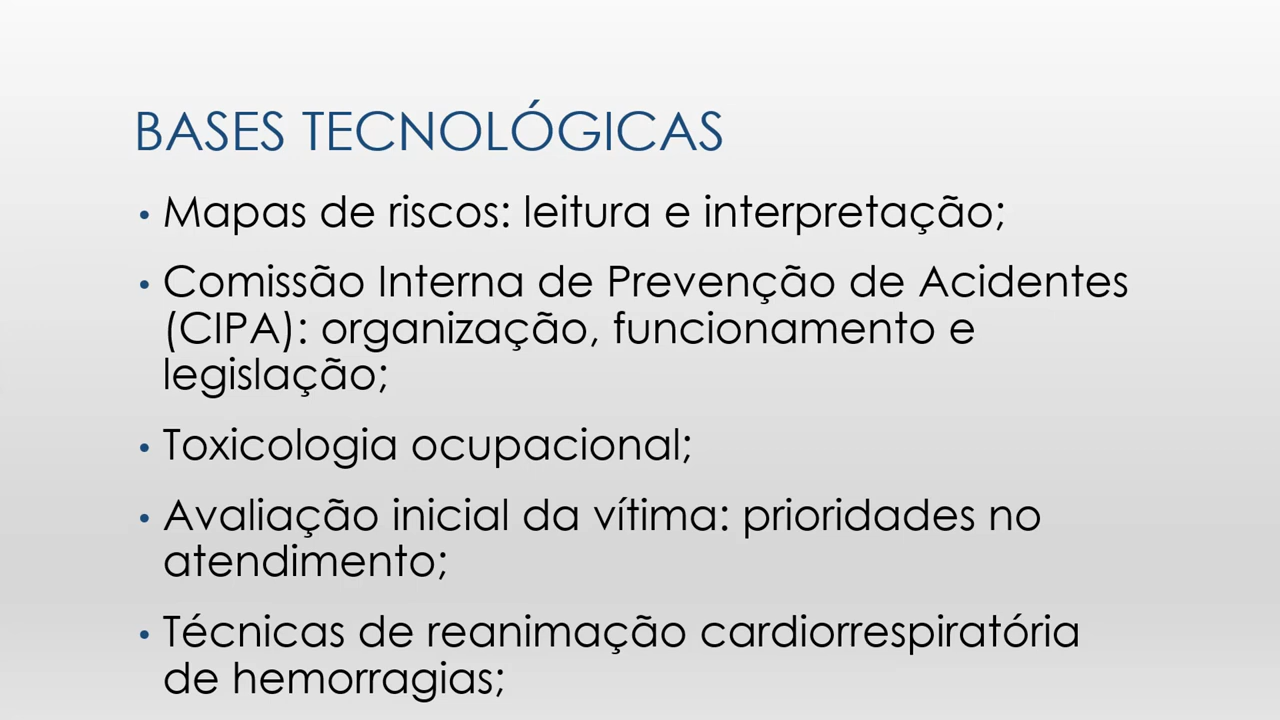 BASES TECNOLÓGICAS
• Mapas de riscos: leitura e interpretação;
• Comissão Interna de Prevenção de Acidentes
(CIPA): organização, funcionamento e
legislação;
• Toxicologia ocupacional;
• Avaliação inicial da vítima: prioridades no
atendimento;
• Técnicas de reanimação cardiorrespiratória
de hemorragias;